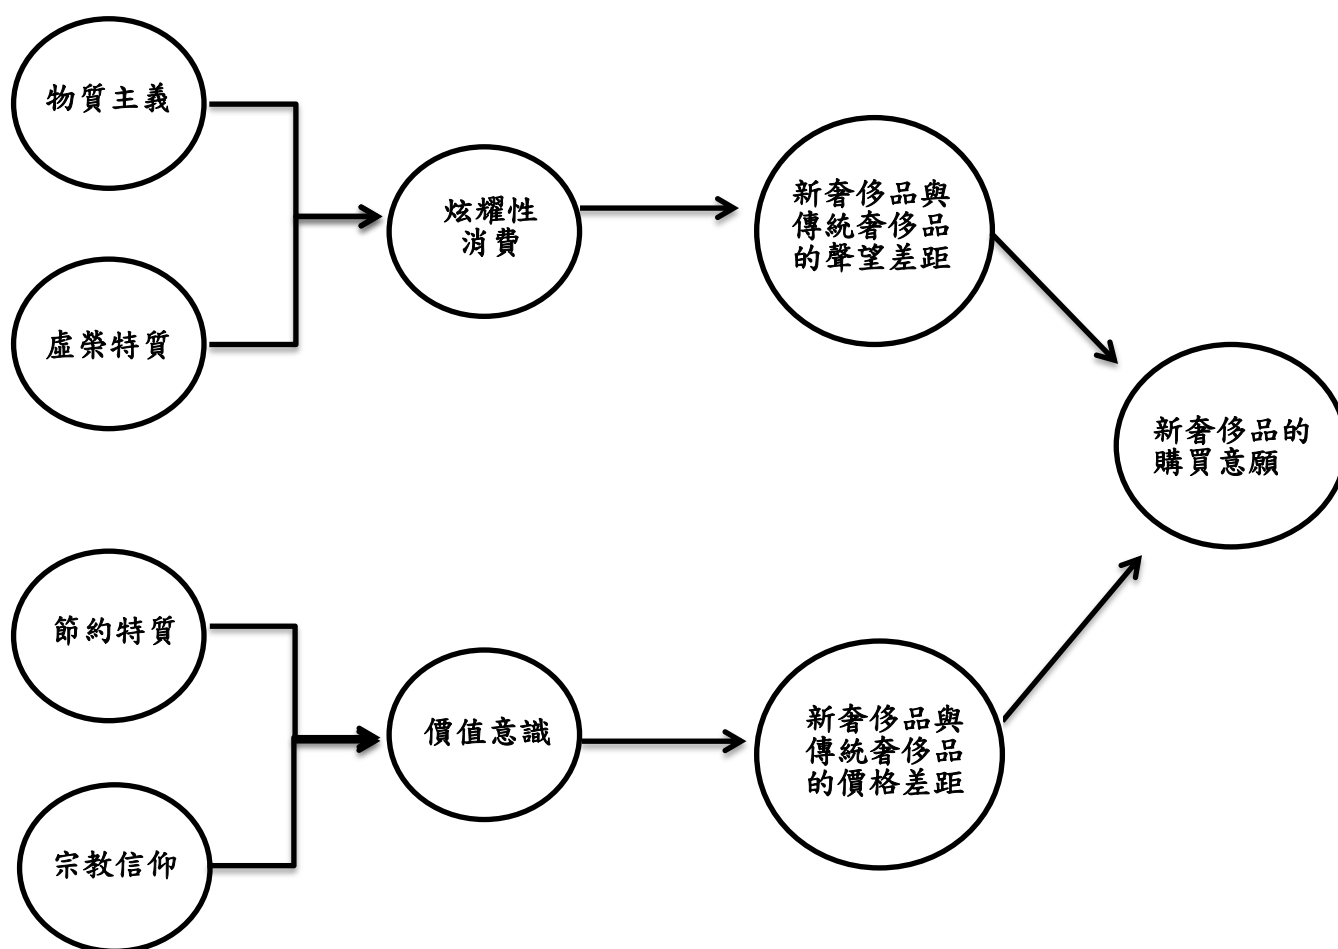 物質主義
虛榮特質
炫耀性
消費
新奢侈品與
傳統奢侈品
的聲望差距
新奢侈品的
購買意願
節約特質
宗教信仰
價值意識
新奢侈品與
傳統奢侈品
的價格差距